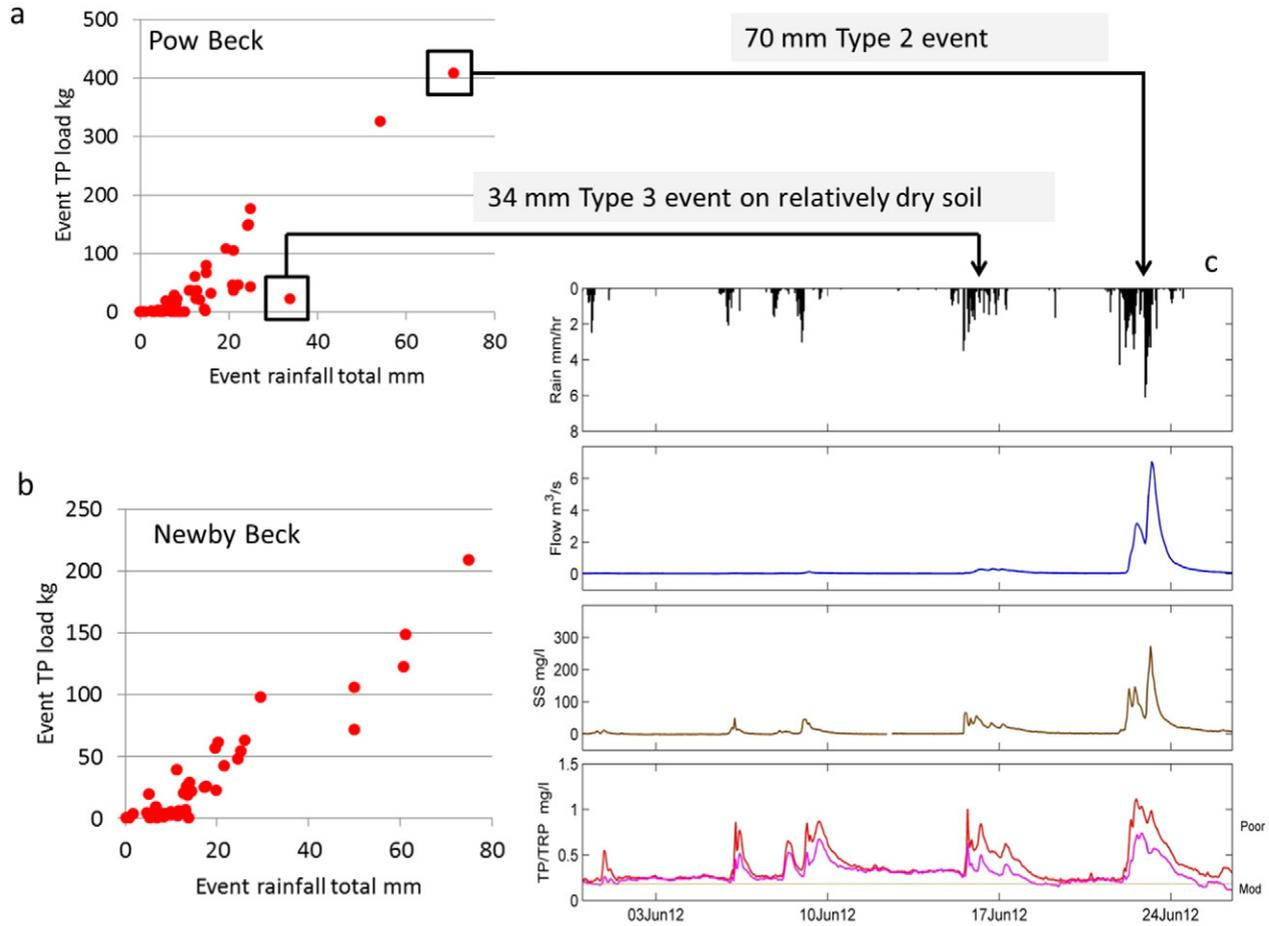 a
Pow Beck
500
400
300
200
100
0
Event TP load kg
0 20 40 60 80
Event rainfall total mm
70 mm Type 2 event
34 mm Type 3 event on relatively dry soil
b
Newby Beck
250
200
150
100
50
0
Event TP load kg
0 20 40 60 80
Event rainfall total mm
c
0
2
4
6
8
Rain mm/hr
6
4
2
0
Flow m³/s
300
200
100
0
SS mg/l
1.5
1
0.5
0
TP/TRP mg/l
Poor
Mod
03Jun12 10Jun12 17Jun12 24Jun12